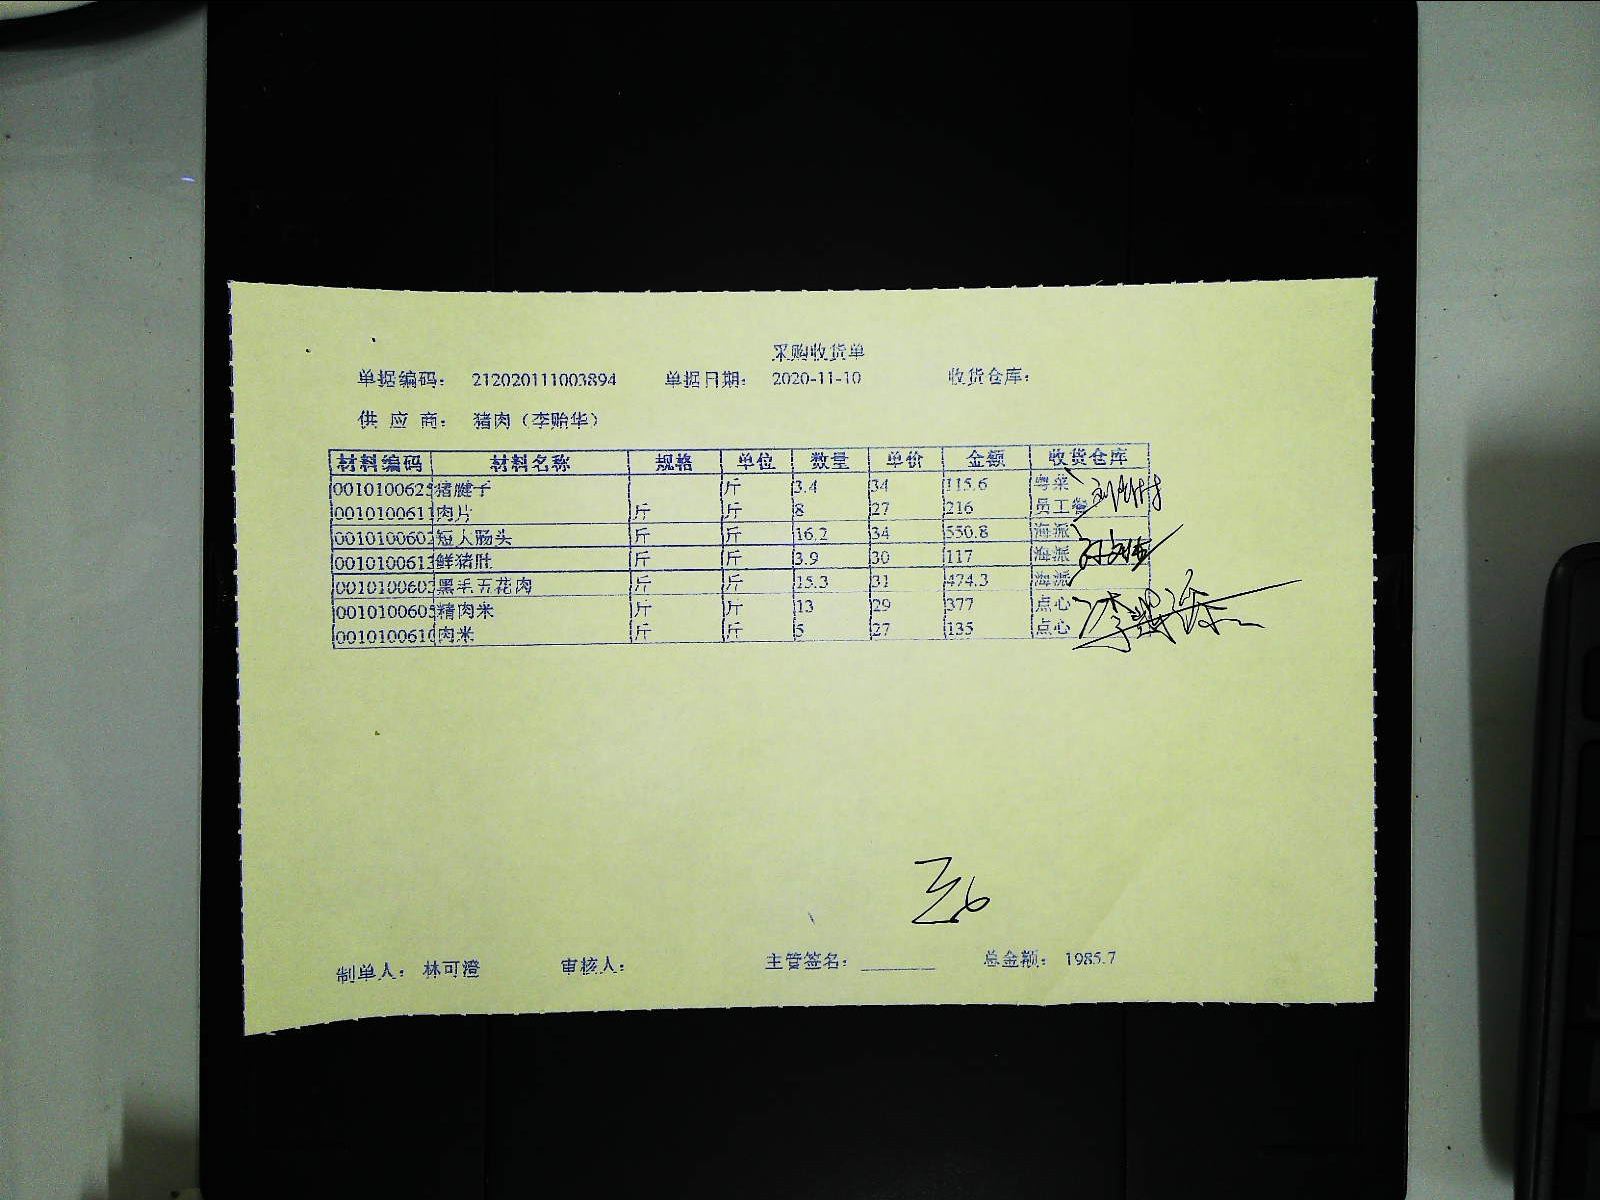 采购收货单
单据编码： 212020111003894 单据日期： 2020-11-10 收货仓库：
供 应 商： 猪肉（李贻华）
材料编码 材料名称 规格 单位 数量 单价 金额 收货仓库
0010100625 猪腱子 斤 3.4 34 115.6 粤菜
0010100611 肉片 斤 斤 8 27 216 员工餐
0010100602 短人肠头 斤 斤 16.2 34 550.8 海派
0010100613 鲜猪肚 斤 斤 3.9 30 117 海派
0010100603 黑毛五花肉 斤 斤 15.3 31 474.3 海派
0010100605 精肉米 斤 斤 13 29 377 点心
0010100610 肉米 斤 斤 5 27 135 点心
制单人： 林可澄 审核人： 主管签名： 总金额： 1985.7